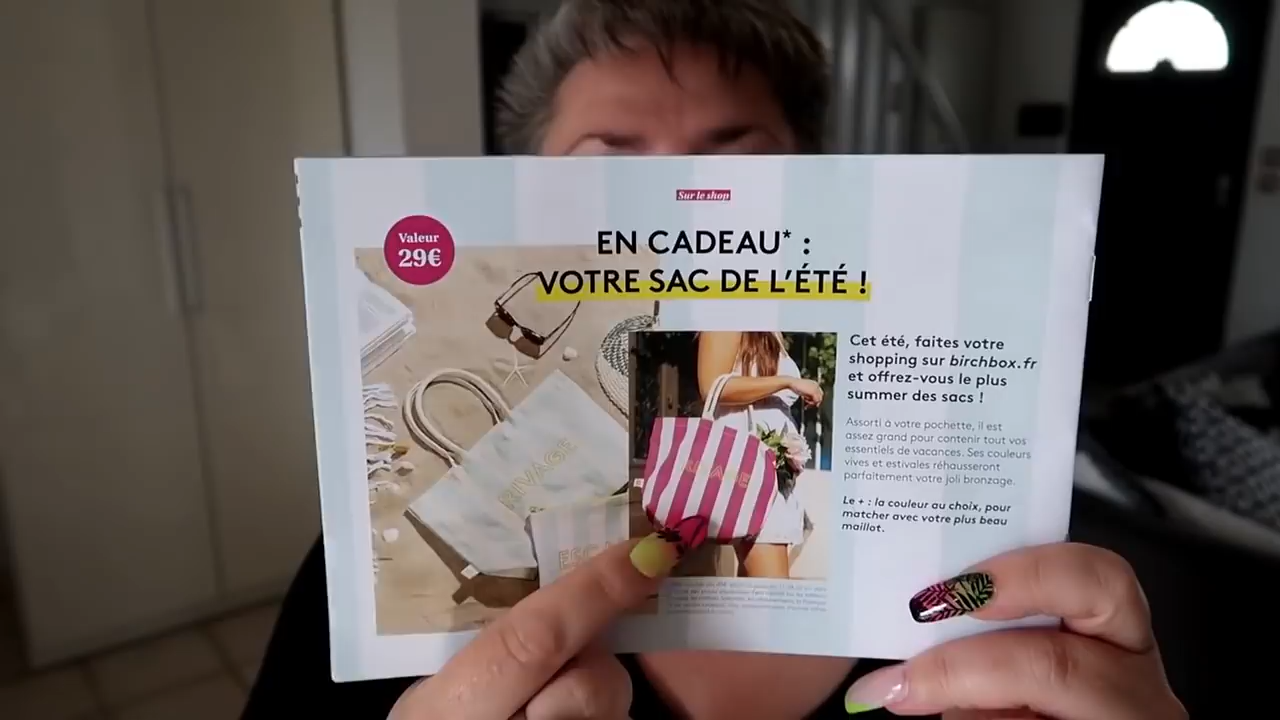 Sur le shop
Valeur
29€
EN CADEAU* :
VOTRE SAC DE L'ÉTÉ !
Cet été, faites votre
shopping sur birchbox.fr
et offrez-vous le plus
summer des sacs !
Assorti à votre pochette, il est
assez grand pour contenir tout vos
essentiels de vacances. Ses couleurs
vives et estivales réhausseront
parfaitement votre joli bronzage.
Le + : la couleur au choix, pour
matcher avec votre plus beau
maillot.
RIVAGE
RIVAGE